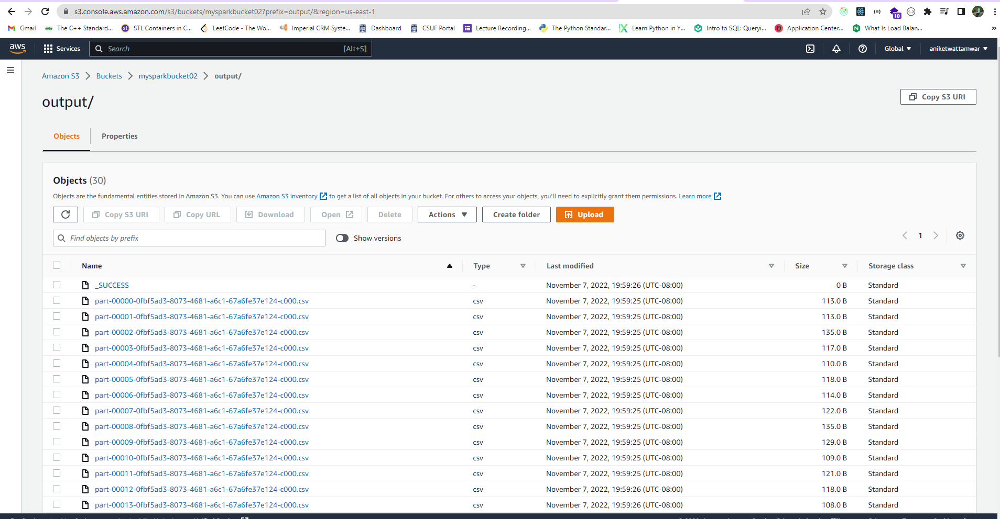 s3.console.aws.amazon.com/s3/buckets/mysparkbucket02?prefix=output/&region=us-east-1
10
Gmail The C++ Standard... STL Containers in C... LeetCode - The Wo... Imperial CRM Syste... Dashboard CSUF Portal Lecture Recording... The Python Standar... Learn Python in Y... Intro to SQL: Queryi... Application Center... What Is Load Balan... »
aws Services Search [Alt+S] Global aniketwattamwar
Amazon S3 > Buckets > mysparkbucket02 > output/
output/
Copy S3 URI
Objects Properties
Objects (30)
Objects are the fundamental entities stored in Amazon S3. You can use Amazon S3 inventory to get a list of all objects in your bucket. For others to access your objects, you'll need to explicitly grant them permissions. Learn more
Copy S3 URI Copy URL Download Open Delete Actions Create folder Upload
Find objects by prefix Show versions < 1 >
Name Type Last modified Size Storage class
_SUCCESS - November 7, 2022, 19:59:26 (UTC-08:00) 0 B Standard
part-00000-0fbf5ad3-8073-4681-a6c1-67a6fe37e124-c000.csv csv November 7, 2022, 19:59:25 (UTC-08:00) 113.0 B Standard
part-00001-0fbf5ad3-8073-4681-a6c1-67a6fe37e124-c000.csv csv November 7, 2022, 19:59:25 (UTC-08:00) 113.0 B Standard
part-00002-0fbf5ad3-8073-4681-a6c1-67a6fe37e124-c000.csv csv November 7, 2022, 19:59:25 (UTC-08:00) 135.0 B Standard
part-00003-0fbf5ad3-8073-4681-a6c1-67a6fe37e124-c000.csv csv November 7, 2022, 19:59:25 (UTC-08:00) 117.0 B Standard
part-00004-0fbf5ad3-8073-4681-a6c1-67a6fe37e124-c000.csv csv November 7, 2022, 19:59:25 (UTC-08:00) 110.0 B Standard
part-00005-0fbf5ad3-8073-4681-a6c1-67a6fe37e124-c000.csv csv November 7, 2022, 19:59:25 (UTC-08:00) 118.0 B Standard
part-00006-0fbf5ad3-8073-4681-a6c1-67a6fe37e124-c000.csv csv November 7, 2022, 19:59:25 (UTC-08:00) 114.0 B Standard
part-00007-0fbf5ad3-8073-4681-a6c1-67a6fe37e124-c000.csv csv November 7, 2022, 19:59:25 (UTC-08:00) 122.0 B Standard
part-00008-0fbf5ad3-8073-4681-a6c1-67a6fe37e124-c000.csv csv November 7, 2022, 19:59:25 (UTC-08:00) 135.0 B Standard
part-00009-0fbf5ad3-8073-4681-a6c1-67a6fe37e124-c000.csv csv November 7, 2022, 19:59:25 (UTC-08:00) 129.0 B Standard
part-00010-0fbf5ad3-8073-4681-a6c1-67a6fe37e124-c000.csv csv November 7, 2022, 19:59:25 (UTC-08:00) 109.0 B Standard
part-00011-0fbf5ad3-8073-4681-a6c1-67a6fe37e124-c000.csv csv November 7, 2022, 19:59:25 (UTC-08:00) 121.0 B Standard
part-00012-0fbf5ad3-8073-4681-a6c1-67a6fe37e124-c000.csv csv November 7, 2022, 19:59:26 (UTC-08:00) 118.0 B Standard
part-00013-0fbf5ad3-8073-4681-a6c1-67a6fe37e124-c000.csv csv November 7, 2022, 19:59:26 (UTC-08:00) 108.0 B Standard